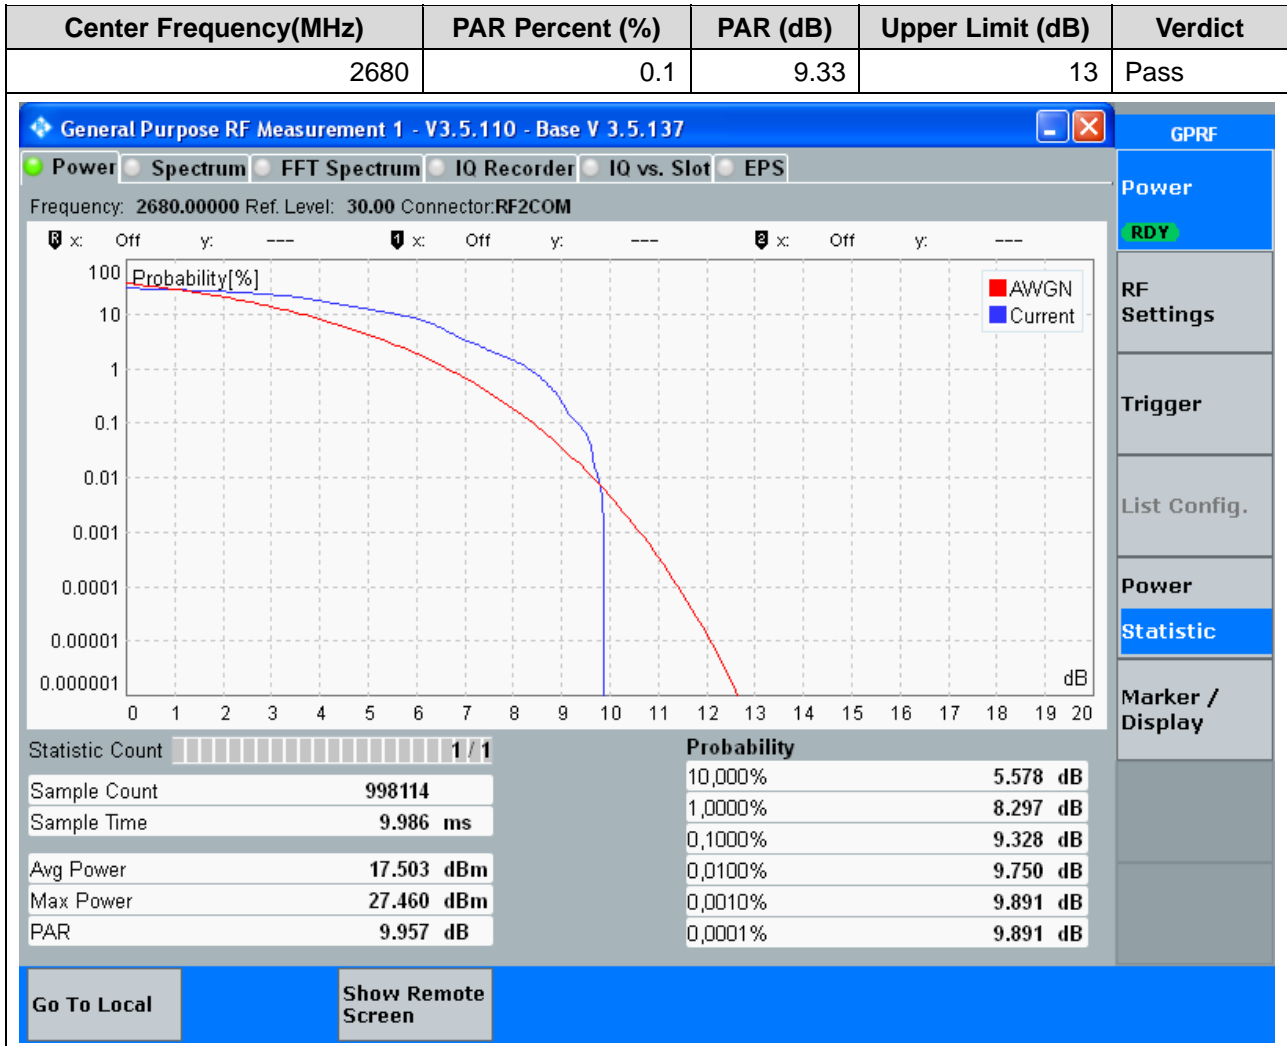 Center Frequency(MHz) PAR Percent (%) PAR (dB) Upper Limit (dB) Verdict
2680 0.1 9.33 13 Pass
General Purpose RF Measurement 1 - V3.5.110 - Base V 3.5.137
GPRF
Power Spectrum FFT Spectrum IQ Recorder IQ vs. Slot EPS
Frequency: 2680.00000 Ref. Level: 30.00 Connector:RF2COM
R x: Off y: --- 1 x: Off y: --- 2 x: Off y: ---
Probability[%]
AWGN
Current
100
10
1
0.1
0.01
0.001
0.0001
0.00001
0.000001
dB
0 1 2 3 4 5 6 7 8 9 10 11 12 13 14 15 16 17 18 19 20
Power
RDY
RF
Settings
Trigger
List Config.
Power
Statistic
Marker /
Display
Statistic Count 1 / 1
Sample Count 998114
Sample Time 9.986 ms
Avg Power 17.503 dBm
Max Power 27.460 dBm
PAR 9.957 dB
Probability
10,000% 5.578 dB
1,0000% 8.297 dB
0,1000% 9.328 dB
0,0100% 9.750 dB
0,0010% 9.891 dB
0,0001% 9.891 dB
Go To Local
Show Remote
Screen